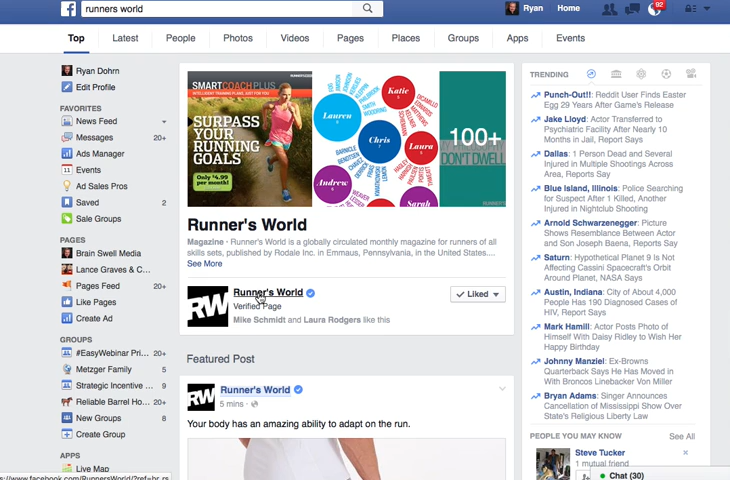 runners world
Ryan
Home
92
Top
Latest
People
Photos
Videos
Pages
Places
Groups
Apps
Events
Ryan Dohrn
Edit Profile
FAVORITES
News Feed
Messages 20+
Ads Manager
Events
Ad Sales Pros
Saved 2
Sale Groups
PAGES
Brain Swell Media
Lance Graves & C...
Pages Feed 20+
Like Pages
Create Ad
GROUPS
#EasyWebinar Pri... 20+
Metzger Family 5
Strategic Incentive ... 9
Reliable Barrel Ho... 20+
New Groups 8
Create Group
APPS
Live Map
SMARTCOACHPLUS
SURPASS
YOUR
RUNNING
GOALS
Only $4.99
per month!
Katie
Lauren
Chris
Laura
Andrew
Sarah
100+
DON'T DWELL
Runner's World
Magazine · Runner's World is a globally circulated monthly magazine for runners of all
skills sets, published by Rodale Inc. in Emmaus, Pennsylvania, in the United States....
See More
RW
Runner's World
Verified Page
Mike Schmidt and Laura Rodgers like this
Liked
Featured Post
RW
Runner's World
5 mins ·
Your body has an amazing ability to adapt on the run.
TRENDING
Punch-Out!!: Reddit User Finds Easter
Egg 29 Years After Game's Release
Jake Lloyd: Actor Transferred to
Psychiatric Facility After Nearly 10
Months in Jail, Report Says
Dallas: 1 Person Dead and Several
Injured in Multiple Shootings Across
Area, Reports Say
Blue Island, Illinois: Police Searching
for Suspect After 1 Killed, Another
Injured in Nightclub Shooting
Arnold Schwarzenegger: Picture
Shows Resemblance Between Actor
and Son Joseph Baena, Reports Say
Saturn: Hypothetical Planet 9 Is Not
Affecting Cassini Spacecraft's Orbit
Around Planet, NASA Says
Austin, Indiana: City of About 4,000
People Has 190 Diagnosed Cases of
HIV, Report Says
Mark Hamill: Actor Posts Photo of
Himself With Daisy Ridley to Wish Her
Happy Birthday
Johnny Manziel: Ex-Browns
Quarterback Says He Has Moved in
With Broncos Linebacker Von Miller
Bryan Adams: Singer Announces
Cancellation of Mississippi Show Over
State's Religious Liberty Law
PEOPLE YOU MAY KNOW
See All
Steve Tucker
1 mutual friend
Chat (30)
s://www.facebook.com/RunnersWorld/?ref=br_rs